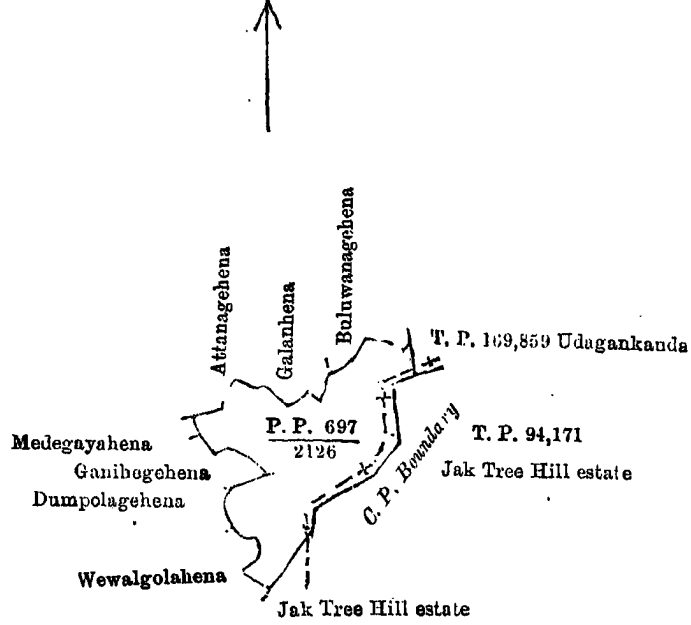 Attanagehena
Galanhena
Buluwanagehena
T. P. 169,859 Udagankanda
P. P. 697
2126
C. P. Boundary
T. P. 94,171
Jak Tree Hill estate
Medegayahena
Ganibogehena
Dumpolagehena
Wewalgolahena
Jak Tree Hill estate